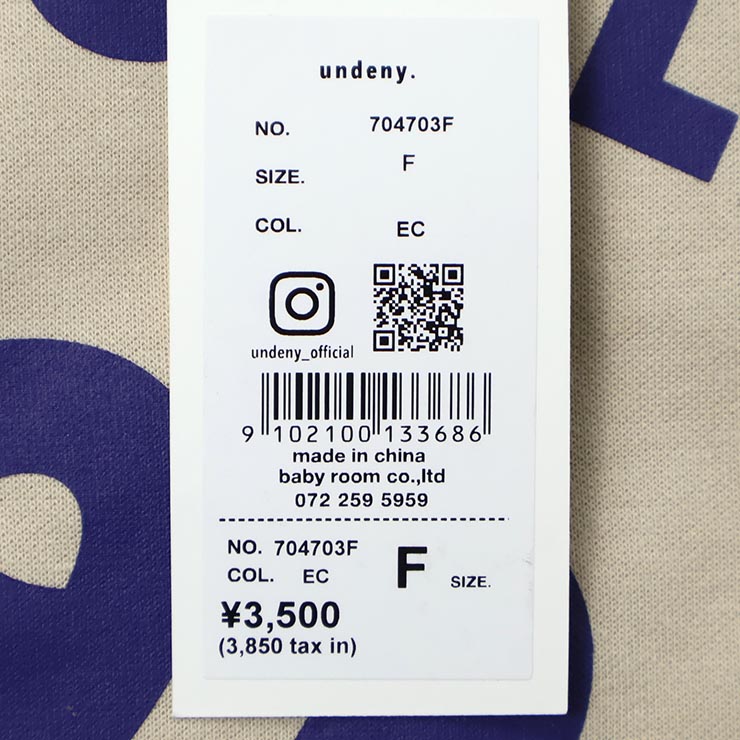 undeny.
NO. 704703F
SIZE. F
COL. EC
undeny_official
9 102100 133686
made in china
baby room co.,ltd
072 259 5959
NO. 704703F
COL. EC
F SIZE.
¥3,500
(3,850 tax in)